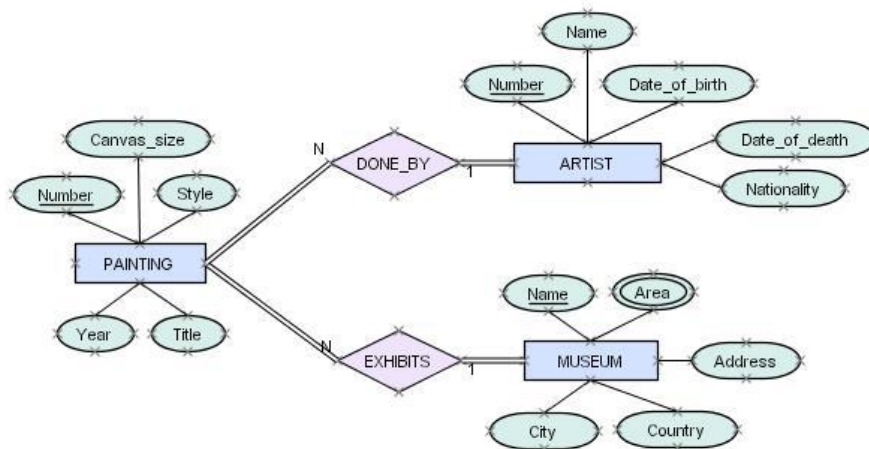 Name
Number
Date_of_birth
Canvas_size
N
DONE_BY
1
ARTIST
Date_of_death
Number
Style
Nationality
PAINTING
Name
Area
Year
Title
N
EXHIBITS
1
MUSEUM
Address
City
Country